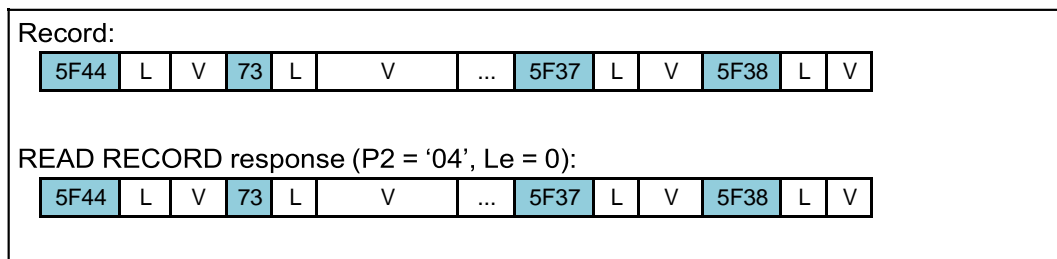 Record:
5F44 L V 73 L V ... 5F37 L V 5F38 L V
READ RECORD response (P2 = ‘04’, Le = 0):
5F44 L V 73 L V ... 5F37 L V 5F38 L V